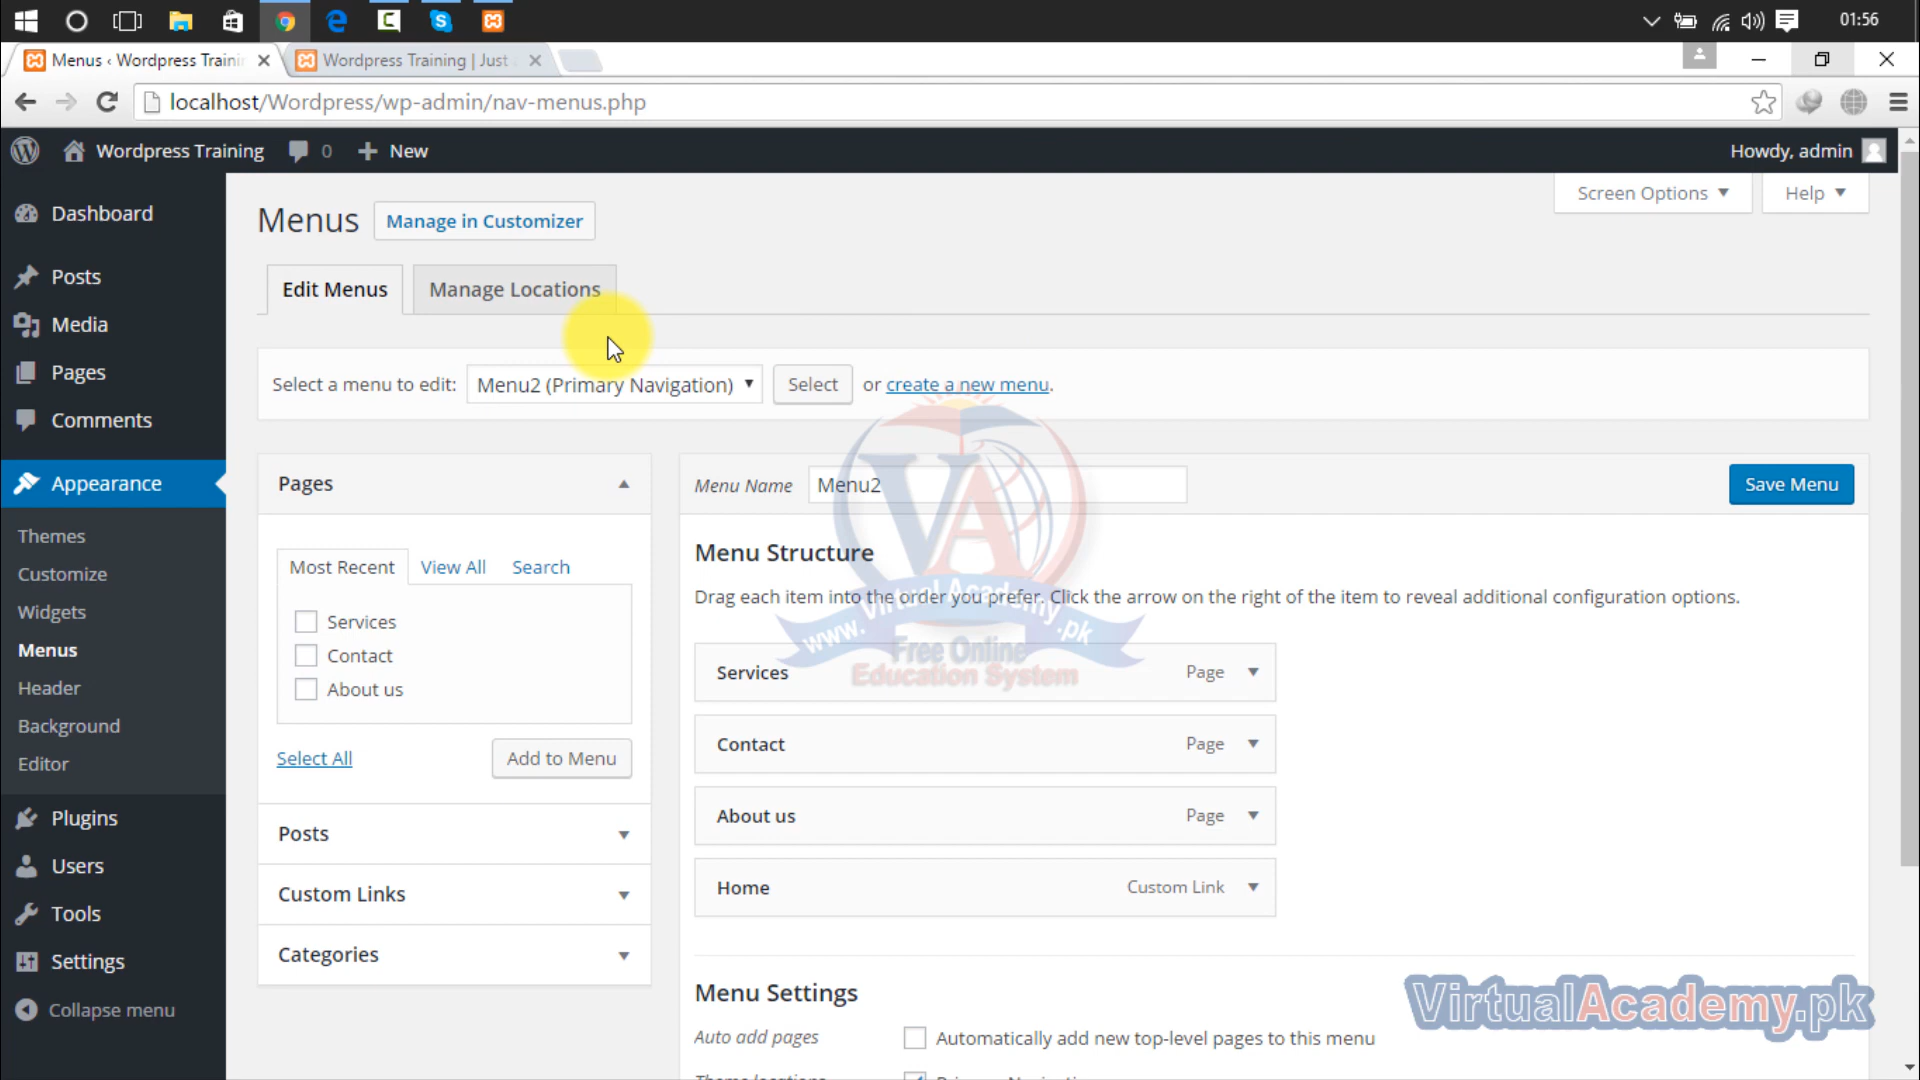 01:56
Menus ‹ Wordpress Traini
Wordpress Training | Just
localhost/Wordpress/wp-admin/nav-menus.php
Wordpress Training 0 New
Howdy, admin
Screen Options
Help
Menus Manage in Customizer
Edit Menus Manage Locations
Select a menu to edit: Menu2 (Primary Navigation) Select or create a new menu.
Dashboard
Posts
Media
Pages
Comments
Appearance
Themes
Customize
Widgets
Menus
Header
Background
Editor
Plugins
Users
Tools
Settings
Collapse menu
Pages
Most Recent View All Search
Services
Contact
About us
Select All Add to Menu
Posts
Custom Links
Categories
Menu Name Menu2 Save Menu
Menu Structure
Drag each item into the order you prefer. Click the arrow on the right of the item to reveal additional configuration options.
Services Page
Contact Page
About us Page
Home Custom Link
Menu Settings
Auto add pages Automatically add new top-level pages to this menu
VA
www.VirtualAcademy.pk
Free Online
Education System
VirtualAcademy.pk